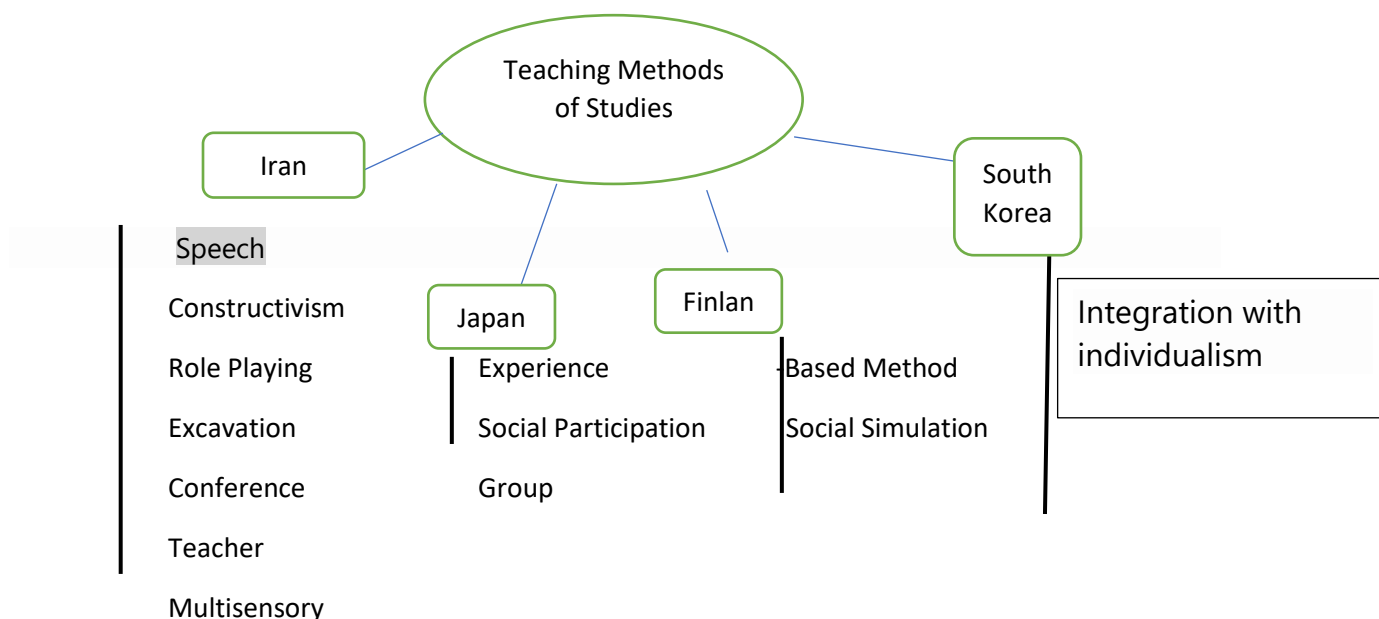 Teaching Methods
of Studies
Iran
South
Korea
Speech
Finlan
Japan
Integration with
individualism
Constructivism
Role Playing
Experience
-Based Method
Excavation
Social Participation
Social Simulation
Conference
Group
Teacher
Multisensory